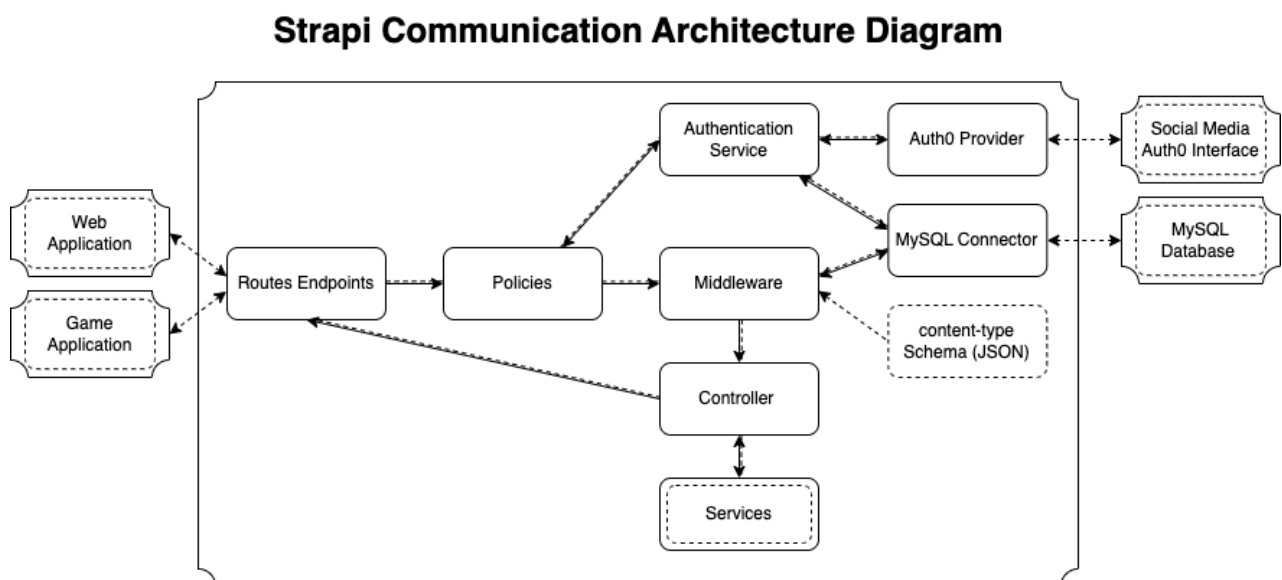 Strapi Communication Architecture Diagram
Authentication
Service
Auth0 Provider
Social Media
Auth0 Interface
Web
Application
MySQL Connector
MySQL
Database
Routes Endpoints
Policies
Middleware
Game
Application
content-type
Schema (JSON)
Controller
Services